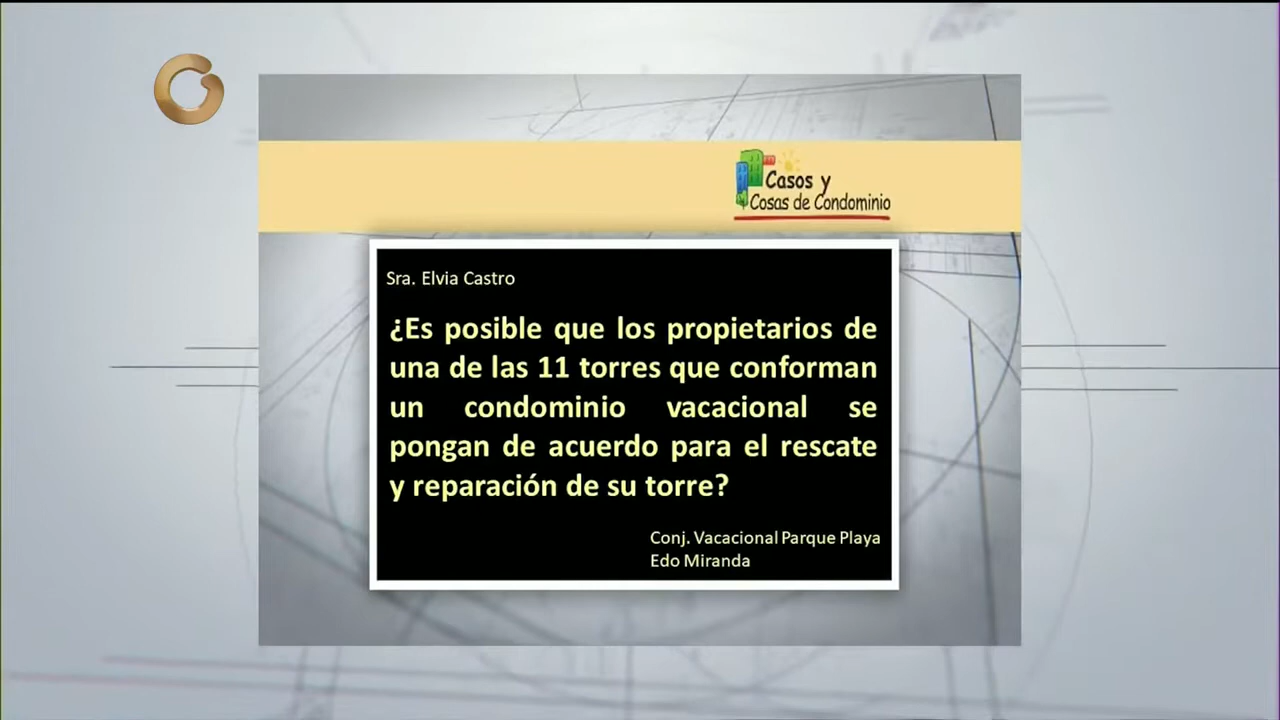 Casos y
Cosas de Condominio
Sra. Elvia Castro
¿Es posible que los propietarios de
una de las 11 torres que conforman
un condominio vacacional se
pongan de acuerdo para el rescate
y reparación de su torre?
Conj. Vacacional Parque Playa
Edo Miranda